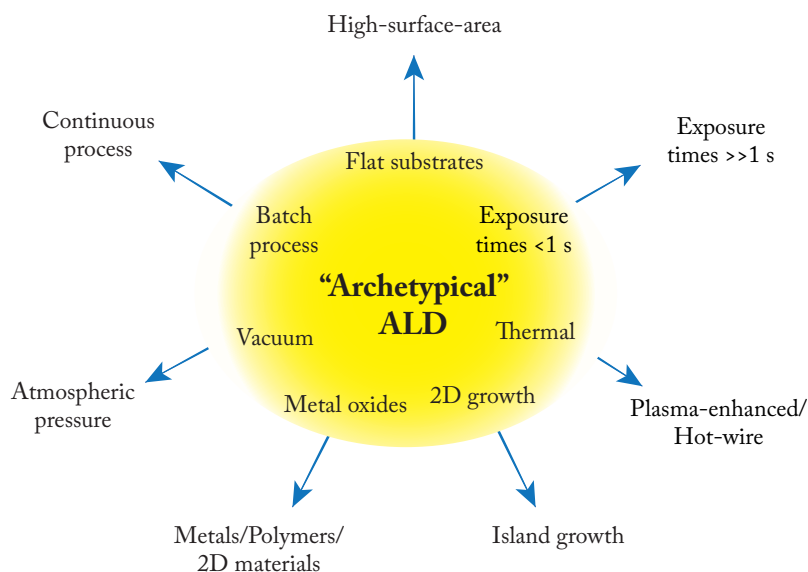 High-surface-area
Continuous
process
Exposure
times >>1 s
Flat substrates
Batch
process
Exposure
times <1 s
“Archetypical”
ALD
Vacuum
Thermal
Metal oxides
2D growth
Atmospheric
pressure
Plasma-enhanced/
Hot-wire
Metals/Polymers/
2D materials
Island growth